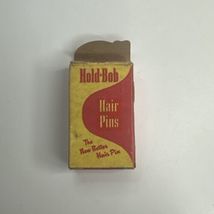 Hold-Bob
Hair
Pins
The
New Better
Hair Pin